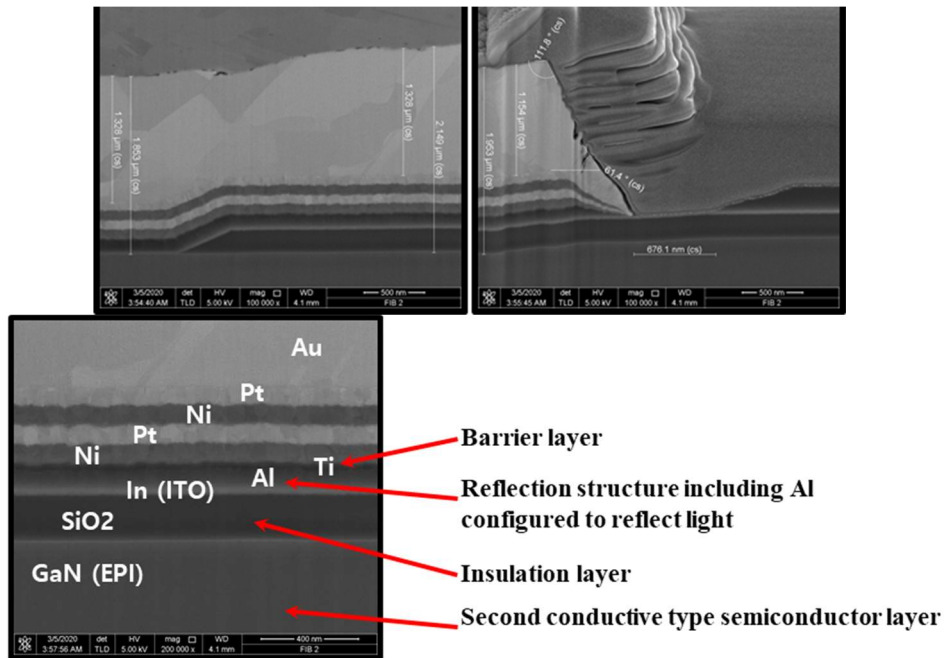 1.328 µm (cs)
1.853 µm (cs)
1.328 µm (cs)
2.149 µm (cs)
3/5/2020 det HV mag WD 500 nm
3:54:40 AM TLD 5.00 kV 100 000 x 4.1 mm FIB 2
111.8 ° (cs)
1.154 µm (cs)
1.953 µm (cs)
61.4 ° (cs)
676.1 nm (cs)
3/5/2020 det HV mag WD 500 nm
3:55:45 AM TLD 5.00 kV 100 000 x 4.1 mm FIB 2
Au
Pt
Ni
Pt
Ni
Ti
Al
In (ITO)
SiO2
GaN (EPI)
3/5/2020 det HV mag WD 400 nm
3:57:56 AM TLD 5.00 kV 200 000 x 4.1 mm FIB 2
Barrier layer
Reflection structure including Al
configured to reflect light
Insulation layer
Second conductive type semiconductor layer